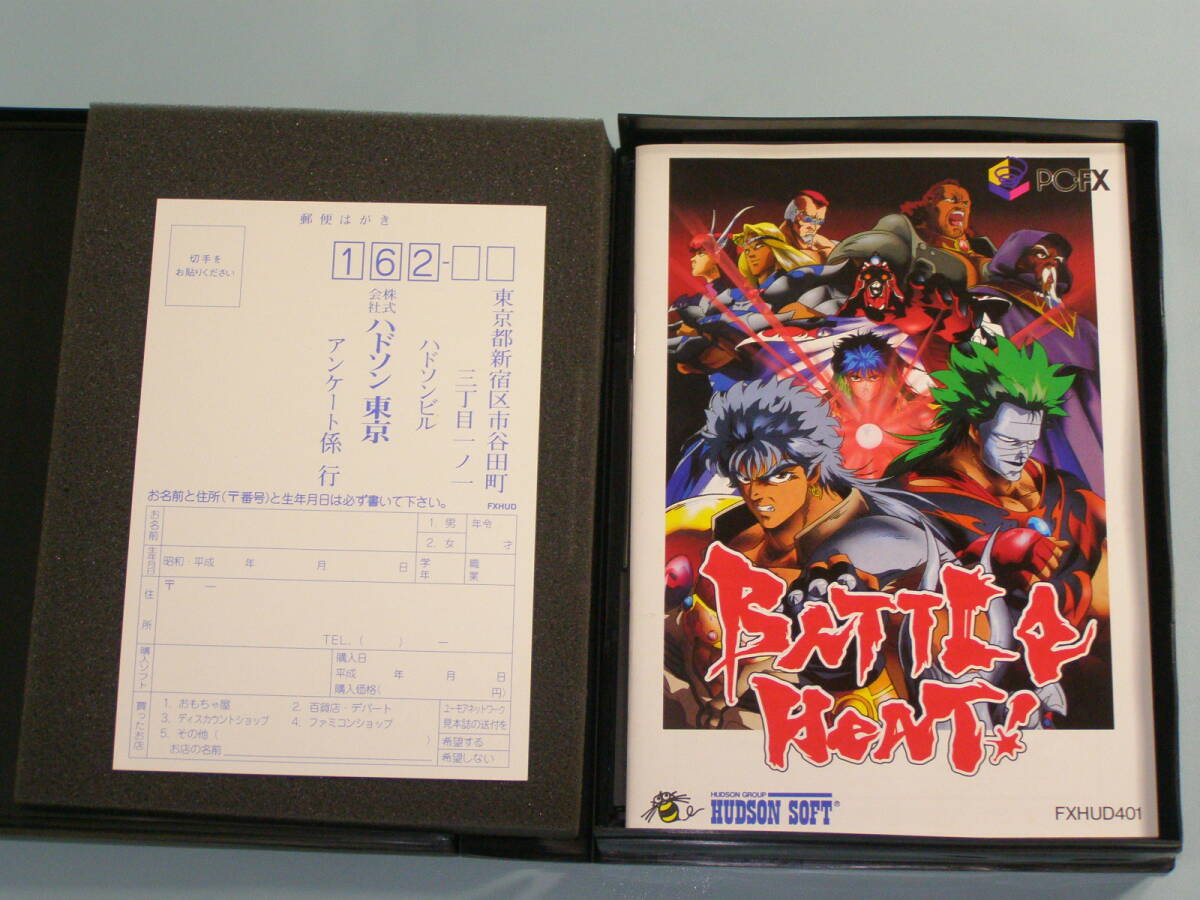 郵便はがき
切手を
お貼りください
162-
東京都新宿区市谷田町
三丁目一ノ一
ハドソンビル
株式会社 ハドソン 東京
アンケート係 行
お名前と住所(〒番号)と生年月日は必ず書いて下さい。
FXHUD
お名前
1. 男
2. 女
年令
才
生年月日
昭和・平成 年 月 日
学年
職業
住所
〒 —
TEL. ( ) —
購入ソフト
購入日
平成 年 月 日
購入価格( 円)
買ったお店
1. おもちゃ屋 2. 百貨店・デパート
3. ディスカウントショップ 4. ファミコンショップ
5. その他( )
お店の名前
ユーモアネットワーク
見本誌の送付を
希望する
希望しない
PC-FX
BATTLE
HEAT!
HUDSON GROUP
HUDSON SOFT®
FXHUD401